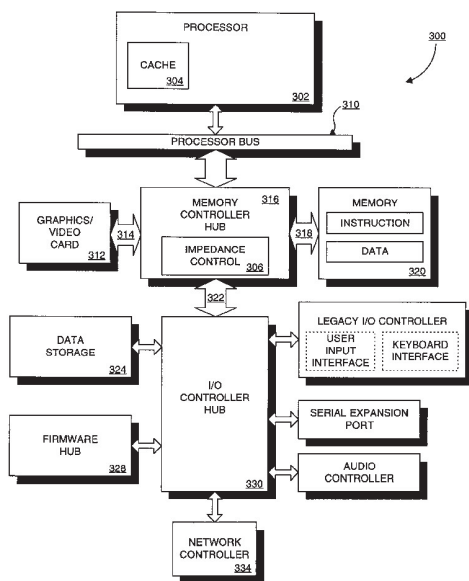 PROCESSOR
300
CACHE
304
302
310
PROCESSOR BUS
GRAPHICS/
VIDEO
CARD
312
314
MEMORY
CONTROLLER
HUB
316
IMPEDANCE
CONTROL
306
318
MEMORY
INSTRUCTION
DATA
320
322
DATA
STORAGE
324
LEGACY I/O CONTROLLER
USER
INPUT
INTERFACE
KEYBOARD
INTERFACE
I/O
CONTROLLER
HUB
330
SERIAL EXPANSION
PORT
FIRMWARE
HUB
328
AUDIO
CONTROLLER
NETWORK
CONTROLLER
334